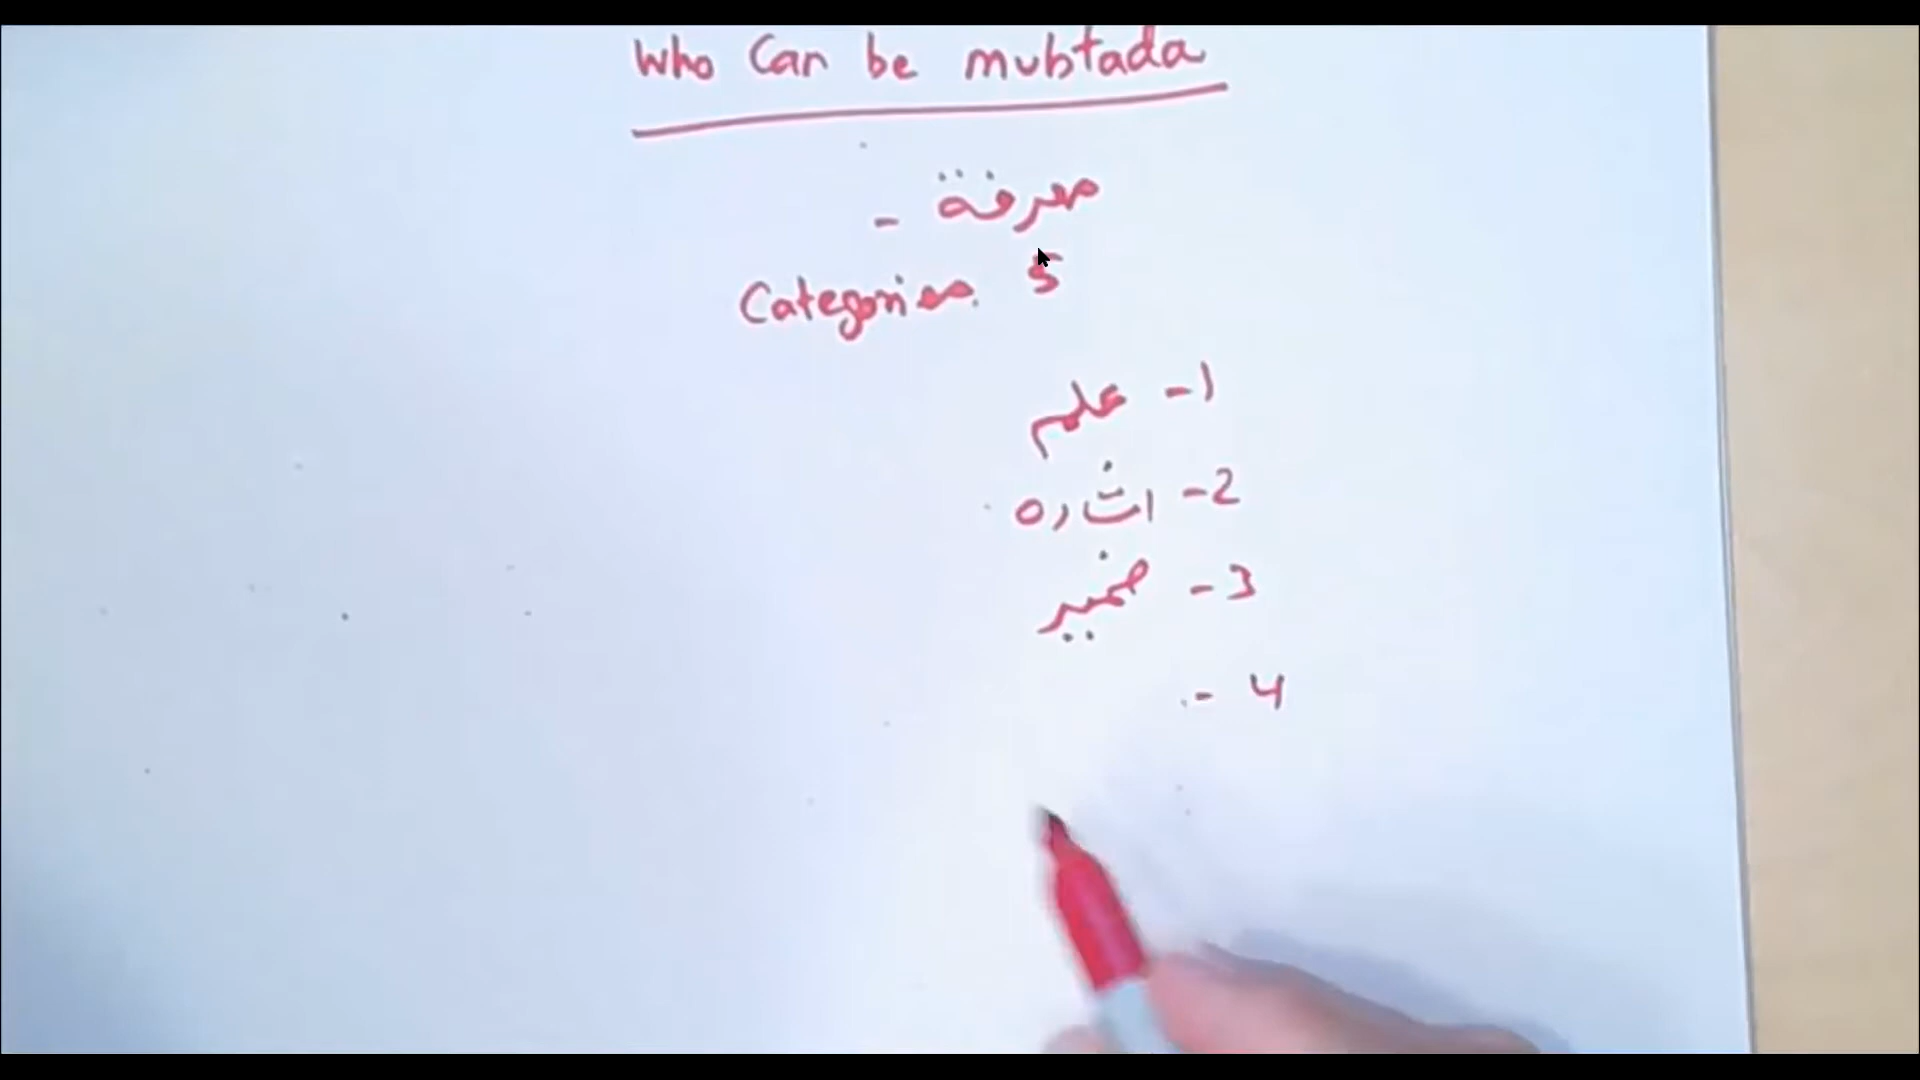 Who Can be mubtada
معرفة -
Categories 5
1- علم
2- اشاره
3- ضمير
4 -